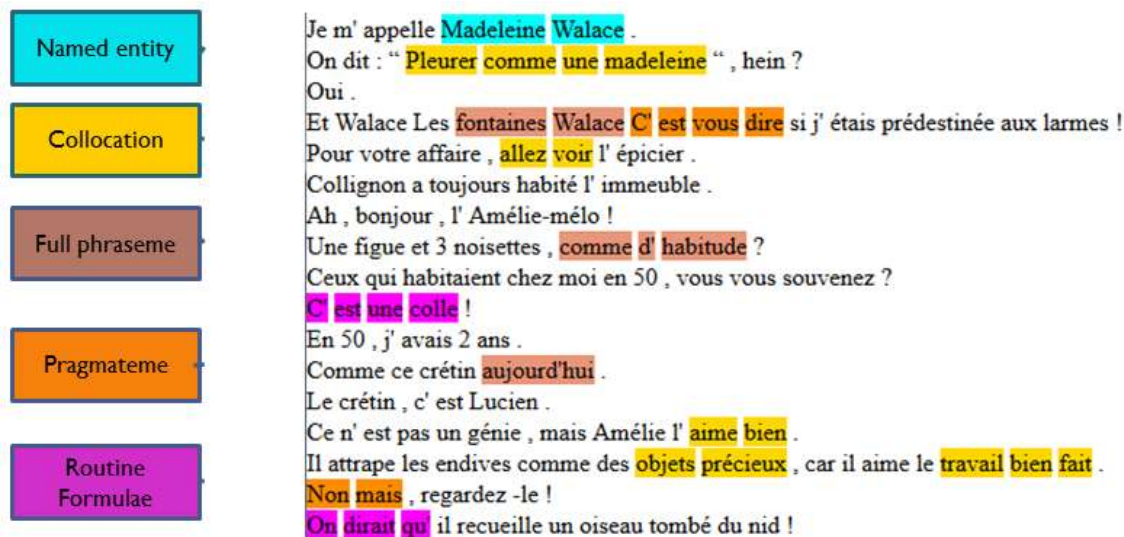 Named entity
Collocation
Full phraseme
Pragmateme
Routine
Formulae
Je m' appelle Madeleine Walace .
On dit : “ Pleurer comme une madeleine “ , hein ?
Oui .
Et Walace Les fontaines Walace C' est vous dire si j' étais prédestinée aux larmes !
Pour votre affaire , allez voir l' épicier .
Collignon a toujours habité l' immeuble .
Ah , bonjour , l' Amélie-mélo !
Une figue et 3 noisettes , comme d' habitude ?
Ceux qui habitaient chez moi en 50 , vous vous souvenez ?
C' est une colle !
En 50 , j' avais 2 ans .
Comme ce crétin aujourd'hui .
Le crétin , c' est Lucien .
Ce n' est pas un génie , mais Amélie l' aime bien .
Il attrape les endives comme des objets précieux , car il aime le travail bien fait .
Non mais , regardez -le !
On dirait qu' il recueille un oiseau tombé du nid !